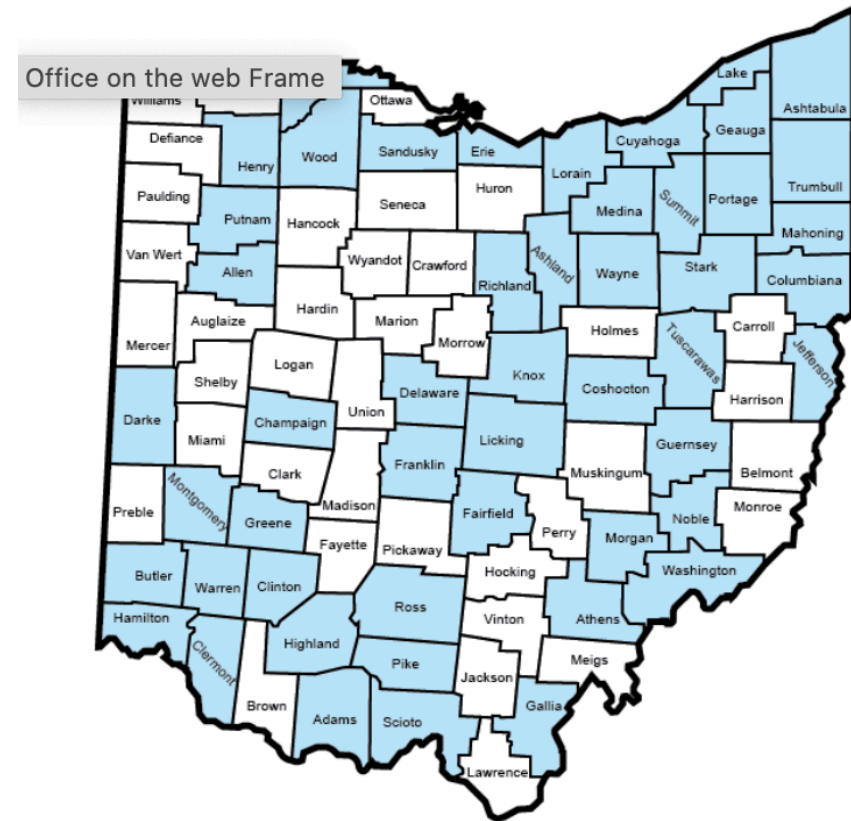 Office on the web Frame
Lake
Williams
Ottawa
Ashtabula
Defiance
Geauga
Cuyahoga
Wood
Sandusky
Erie
Henry
Lorain
Huron
Trumbull
Paulding
Seneca
Summit
Portage
Medina
Putnam
Hancock
Mahoning
Van Wert
Wyandot
Crawford
Ashland
Allen
Richland
Wayne
Stark
Columbiana
Hardin
Auglaize
Marion
Holmes
Carroll
Mercer
Morrow
Tuscarawas
Jefferson
Logan
Knox
Shelby
Delaware
Coshocton
Harrison
Union
Darke
Champaign
Miami
Licking
Guernsey
Franklin
Clark
Muskingum
Belmont
Montgomery
Madison
Monroe
Preble
Fairfield
Greene
Noble
Perry
Morgan
Fayette
Pickaway
Hocking
Washington
Butler
Warren
Clinton
Ross
Hamilton
Vinton
Athens
Highland
Clermont
Pike
Meigs
Jackson
Brown
Gallia
Adams
Scioto
Lawrence